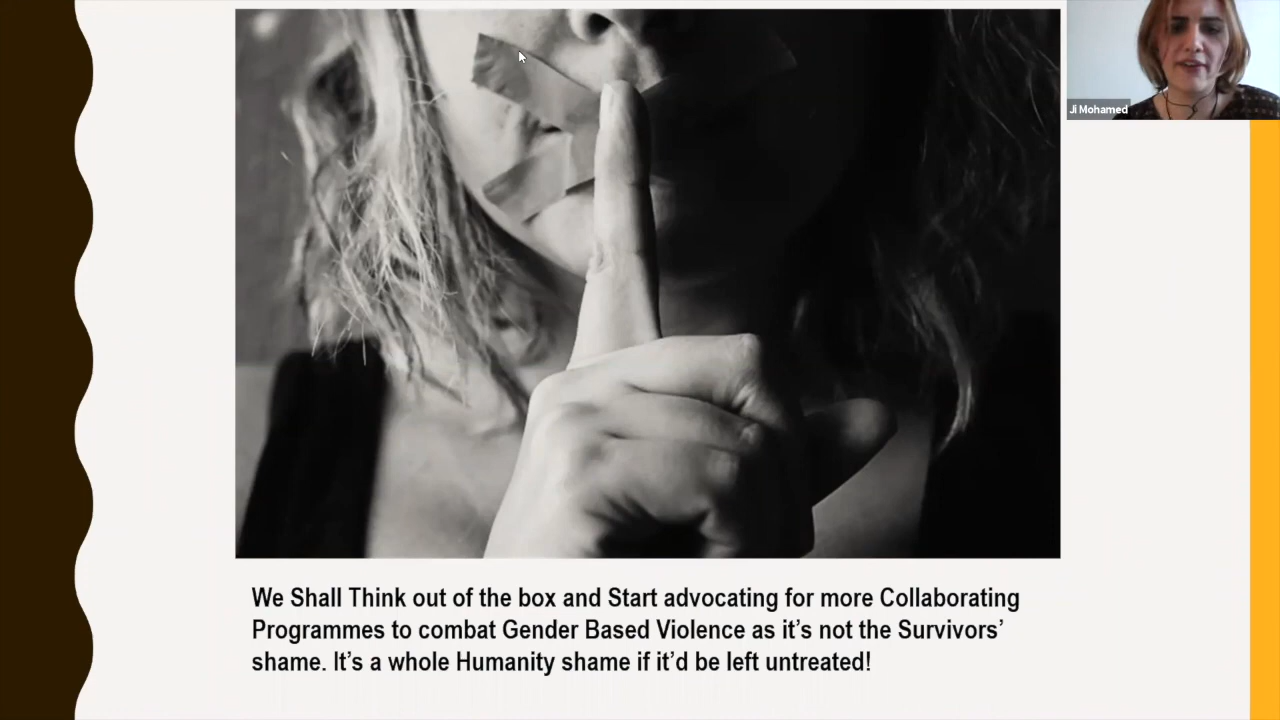 Ji Mohamed
We Shall Think out of the box and Start advocating for more Collaborating
Programmes to combat Gender Based Violence as it’s not the Survivors’
shame. It’s a whole Humanity shame if it’d be left untreated!